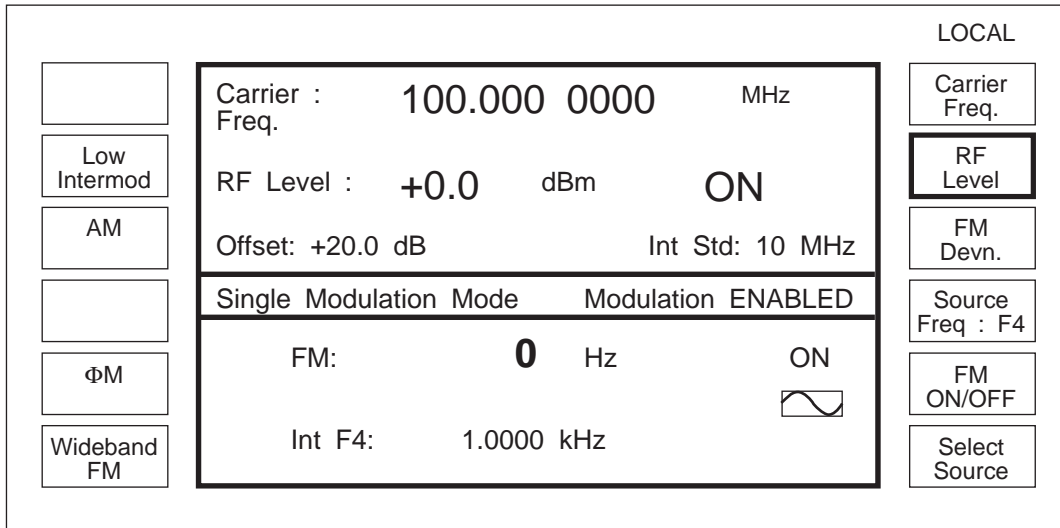 LOCAL
Low
Intermod
AM
ΦM
Wideband
FM
Carrier :
Freq.
100.000 0000 MHz
RF Level : +0.0 dBm ON
Offset: +20.0 dB Int Std: 10 MHz
Single Modulation Mode Modulation ENABLED
FM: 0 Hz ON
Int F4: 1.0000 kHz
Carrier
Freq.
RF
Level
FM
Devn.
Source
Freq : F4
FM
ON/OFF
Select
Source